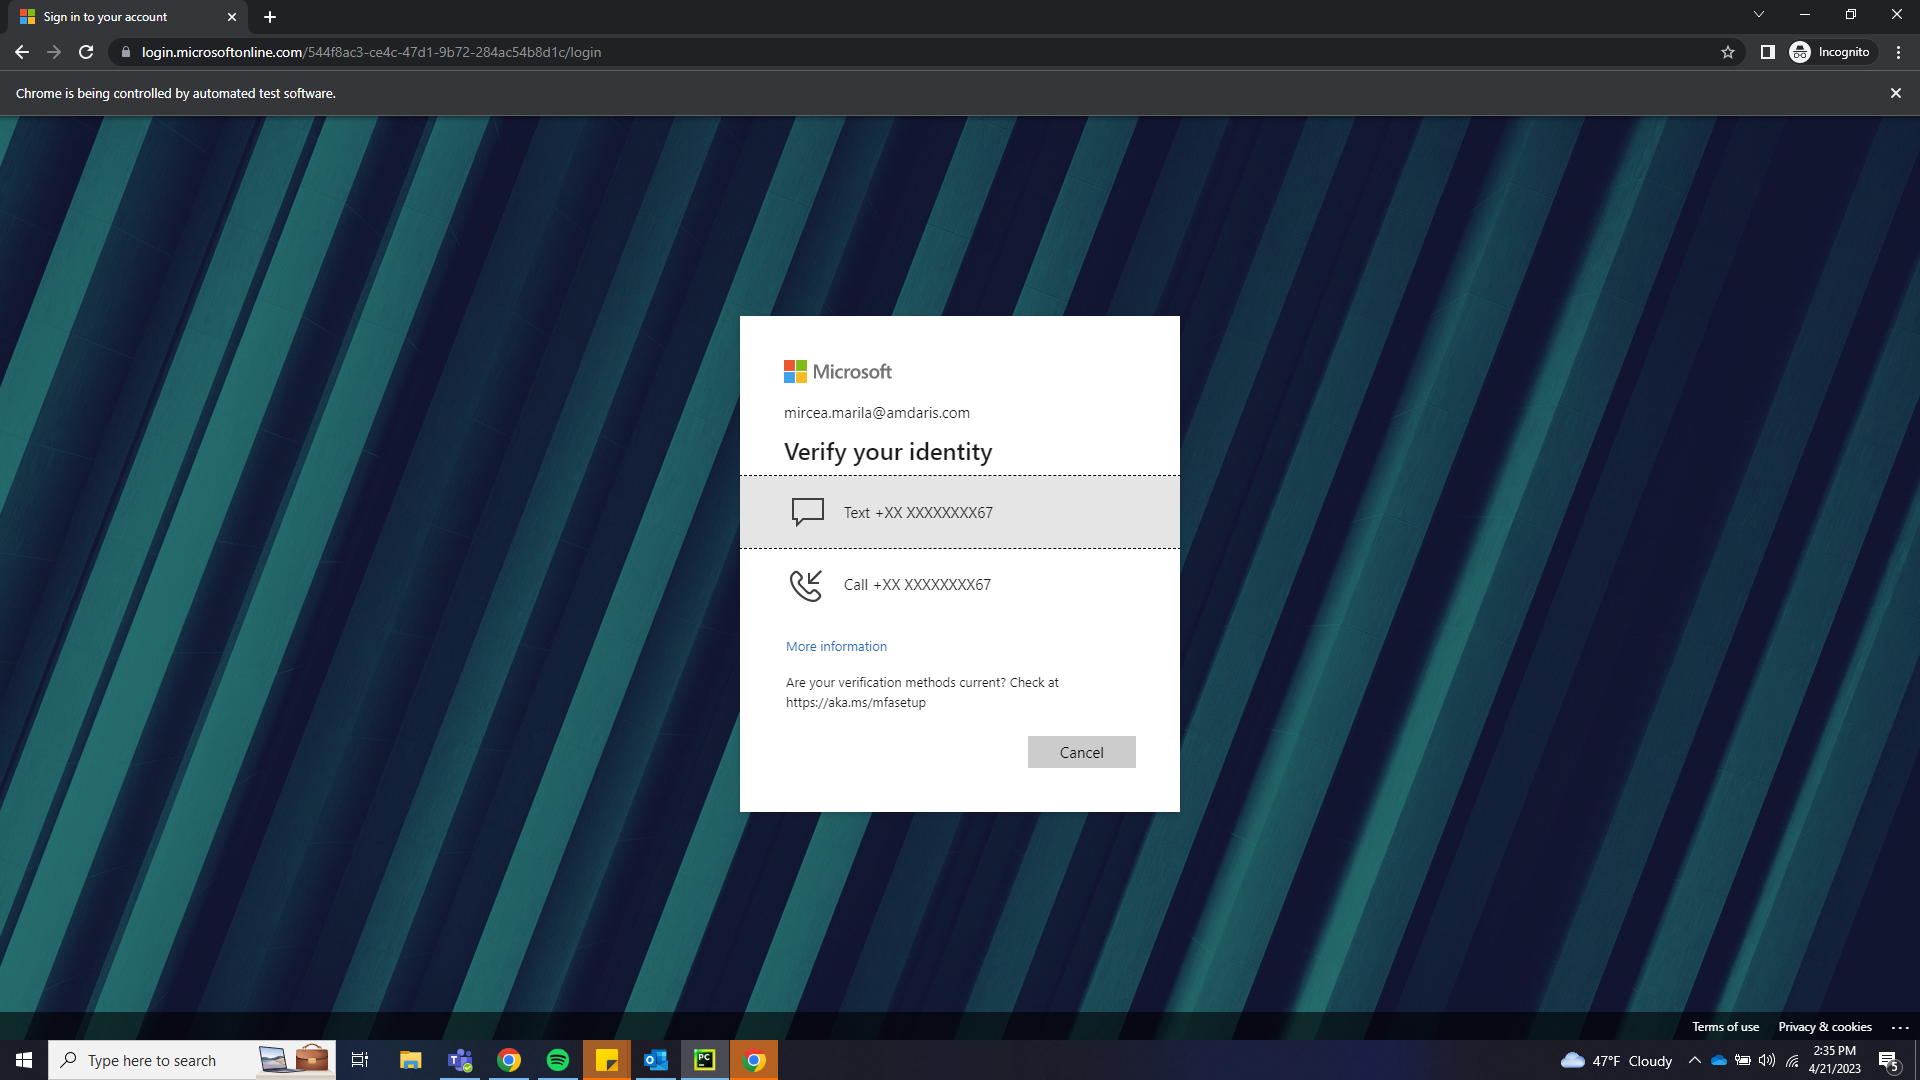 Sign in to your account
login.microsoftonline.com/544f8ac3-ce4c-47d1-9b72-284ac54b8d1c/login
Incognito
Chrome is being controlled by automated test software.
Microsoft
mircea.marila@amdaris.com
Verify your identity
Text +XX XXXXXXXX67
Call +XX XXXXXXXX67
More information
Are your verification methods current? Check at
https://aka.ms/mfasetup
Cancel
Terms of use
Privacy & cookies
Type here to search
PC
47°F Cloudy
2:35 PM
4/21/2023
5